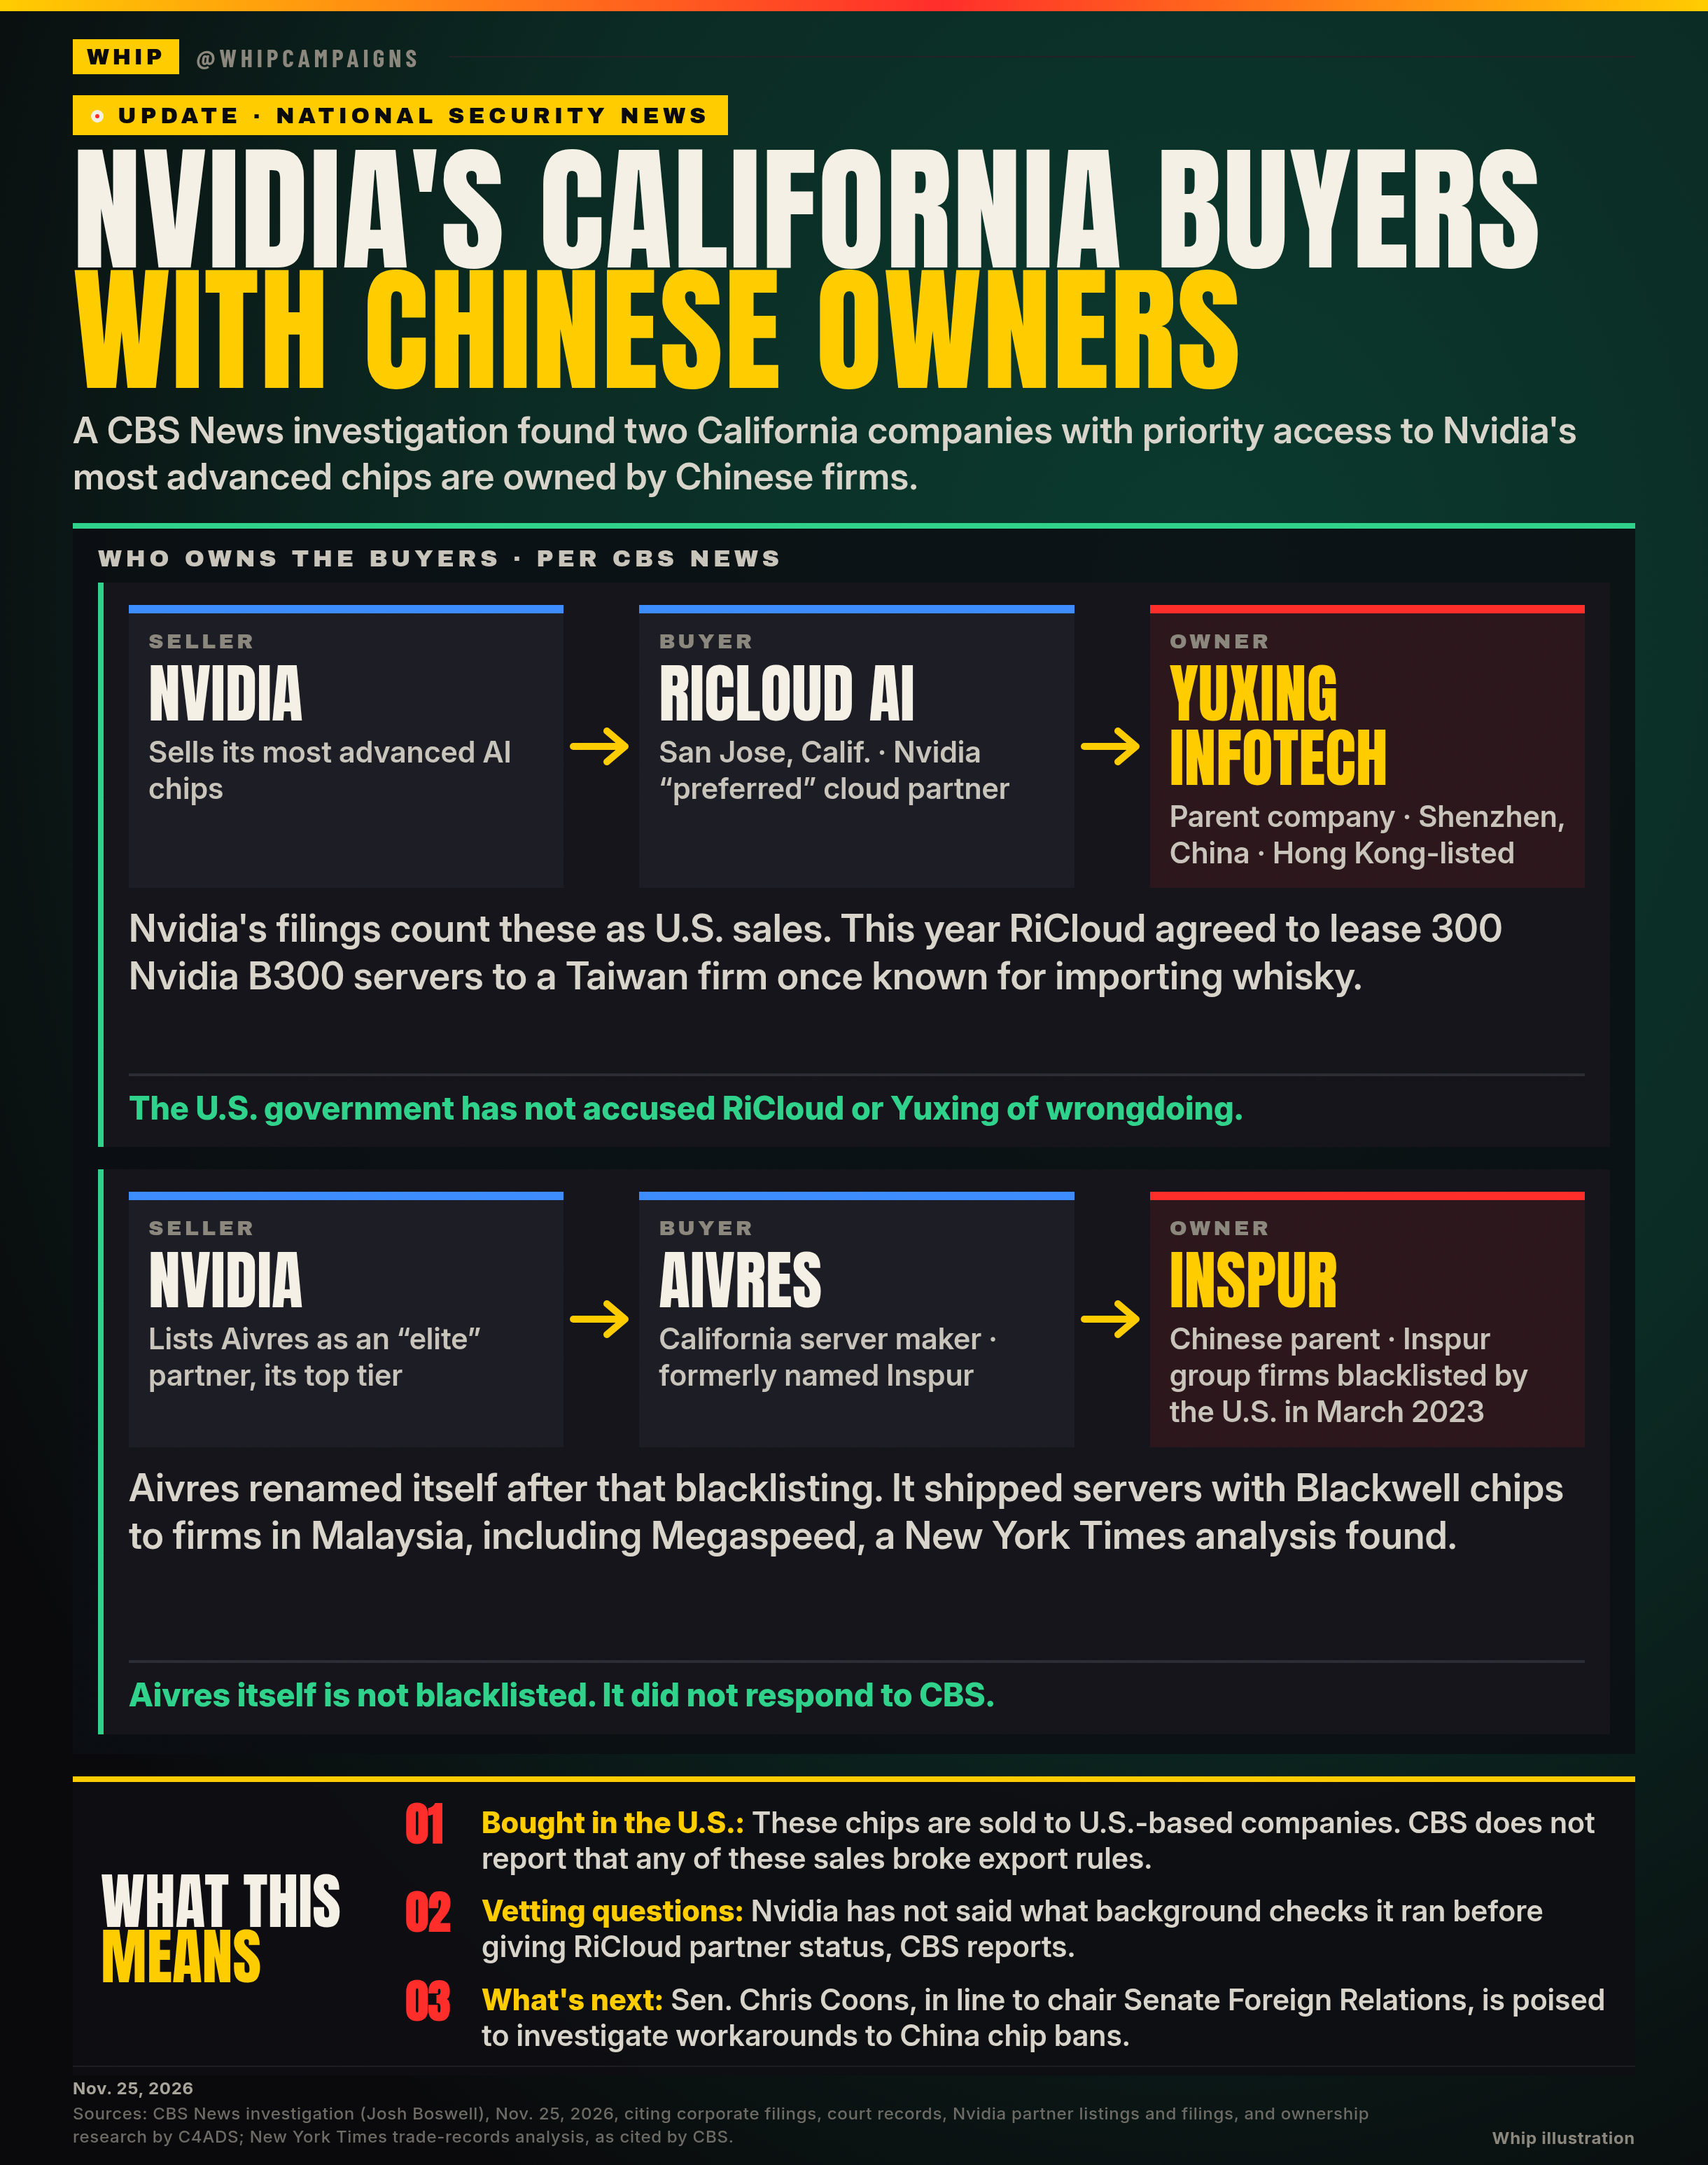 WHIP @WHIPCAMPAIGNS
UPDATE · NATIONAL SECURITY NEWS
NVIDIA'S CALIFORNIA BUYERS
WITH CHINESE OWNERS
A CBS News investigation found two California companies with priority access to Nvidia's
most advanced chips are owned by Chinese firms.
WHO OWNS THE BUYERS · PER CBS NEWS
SELLER
NVIDIA
Sells its most advanced AI
chips
BUYER
RICLOUD AI
San Jose, Calif. · Nvidia
“preferred” cloud partner
OWNER
YUXING
INFOTECH
Parent company · Shenzhen,
China · Hong Kong-listed
Nvidia's filings count these as U.S. sales. This year RiCloud agreed to lease 300
Nvidia B300 servers to a Taiwan firm once known for importing whisky.
The U.S. government has not accused RiCloud or Yuxing of wrongdoing.
SELLER
NVIDIA
Lists Aivres as an “elite”
partner, its top tier
BUYER
AIVRES
California server maker ·
formerly named Inspur
OWNER
INSPUR
Chinese parent · Inspur
group firms blacklisted by
the U.S. in March 2023
Aivres renamed itself after that blacklisting. It shipped servers with Blackwell chips
to firms in Malaysia, including Megaspeed, a New York Times analysis found.
Aivres itself is not blacklisted. It did not respond to CBS.
WHAT THIS
MEANS
01 Bought in the U.S.: These chips are sold to U.S.-based companies. CBS does not
report that any of these sales broke export rules.
02 Vetting questions: Nvidia has not said what background checks it ran before
giving RiCloud partner status, CBS reports.
03 What's next: Sen. Chris Coons, in line to chair Senate Foreign Relations, is poised
to investigate workarounds to China chip bans.
Nov. 25, 2026
Sources: CBS News investigation (Josh Boswell), Nov. 25, 2026, citing corporate filings, court records, Nvidia partner listings and filings, and ownership
research by C4ADS; New York Times trade-records analysis, as cited by CBS.
Whip illustration